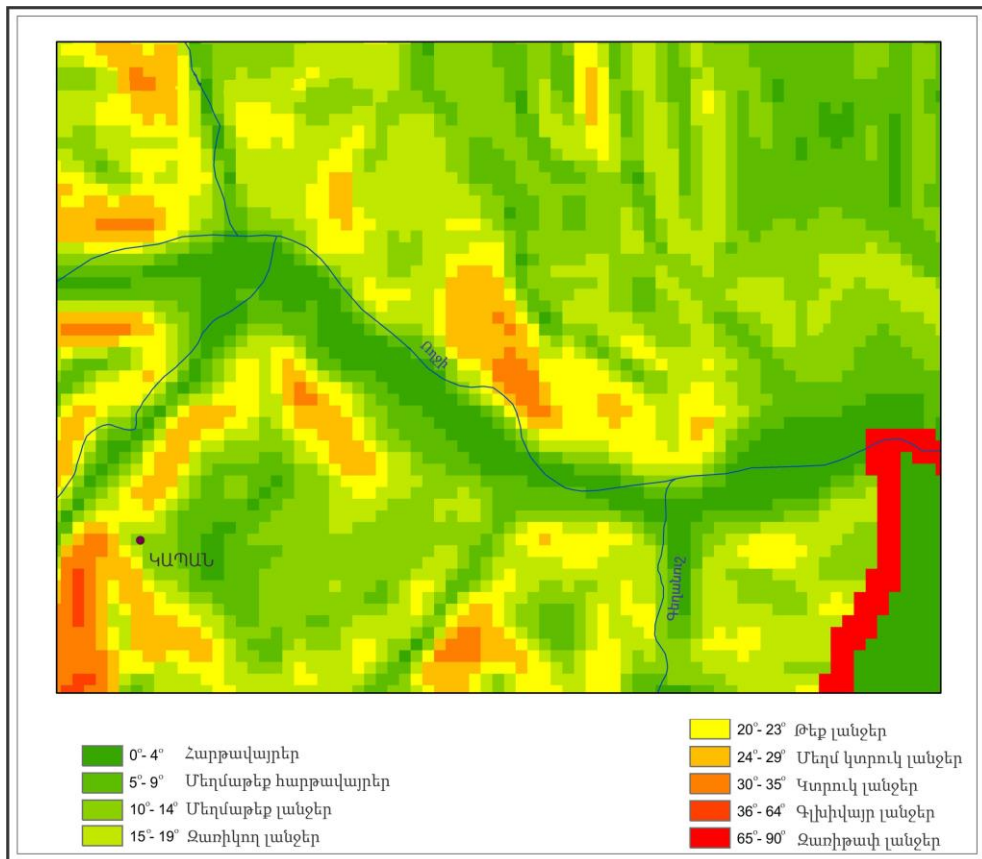 Ողջի
ԿԱՊԱՆ
Գեղանուշ
0°- 4° Հարթավայրեր
5°- 9° Մեղմաթեք հարթավայրեր
10°- 14° Մեղմաթեք լանջեր
15°- 19° Զառիկող լանջեր
20°- 23° Թեք լանջեր
24°- 29° Մեղմ կտրուկ լանջեր
30°- 35° Կտրուկ լանջեր
36°- 64° Գլխիվայր լանջեր
65°- 90° Զառիթափ լանջեր